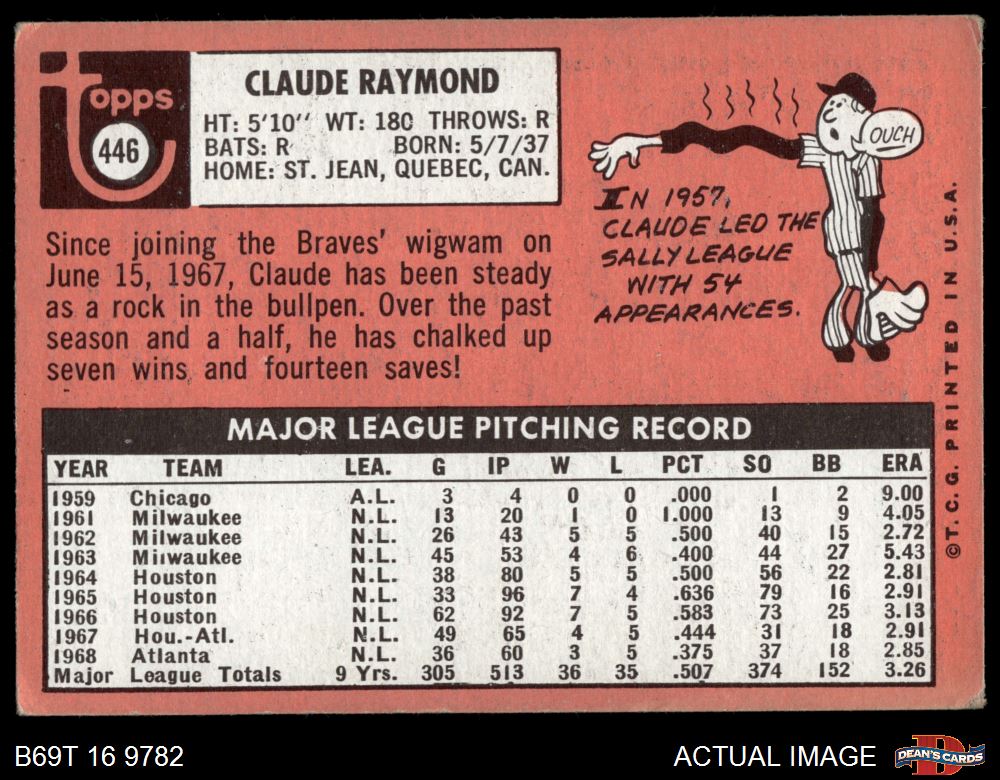 Topps
446
CLAUDE RAYMOND
HT: 5'10'' WT: 180 THROWS: R
BATS: R BORN: 5/7/37
HOME: ST. JEAN, QUEBEC, CAN.
Since joining the Braves' wigwam on
June 15, 1967, Claude has been steady
as a rock in the bullpen. Over the past
season and a half, he has chalked up
seven wins and fourteen saves!
OUCH
IN 1957,
CLAUDE LED THE
SALLY LEAGUE
WITH 54
APPEARANCES.
©T. C. G. PRINTED IN U.S.A.
MAJOR LEAGUE PITCHING RECORD
YEAR TEAM LEA. G IP W L PCT SO BB ERA
1959 Chicago A.L. 3 4 0 0 .000 1 2 9.00
1961 Milwaukee N.L. 13 20 1 0 1.000 13 9 4.05
1962 Milwaukee N.L. 26 43 5 5 .500 40 15 2.72
1963 Milwaukee N.L. 45 53 4 6 .400 44 27 5.43
1964 Houston N.L. 38 80 5 5 .500 56 22 2.81
1965 Houston N.L. 33 96 7 4 .636 79 16 2.91
1966 Houston N.L. 62 92 7 5 .583 73 25 3.13
1967 Hou.-Atl. N.L. 49 65 4 5 .444 31 18 2.91
1968 Atlanta N.L. 36 60 3 5 .375 37 18 2.85
Major League Totals 9 Yrs. 305 513 36 35 .507 374 152 3.26
B69T 16 9782
ACTUAL IMAGE
DEAN'S CARDS